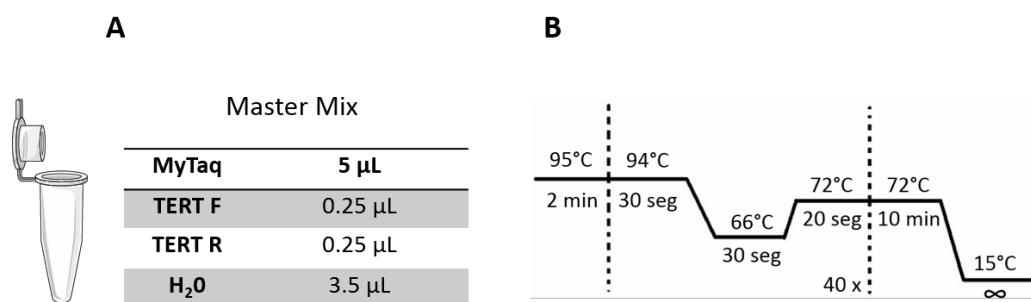 A
Master Mix
MyTaq 5 µL
TERT F 0.25 µL
TERT R 0.25 µL
H₂0 3.5 µL
B
95°C 94°C 72°C 72°C
2 min 30 seg 66°C 20 seg 10 min
30 seg 15°C
40 x ∞